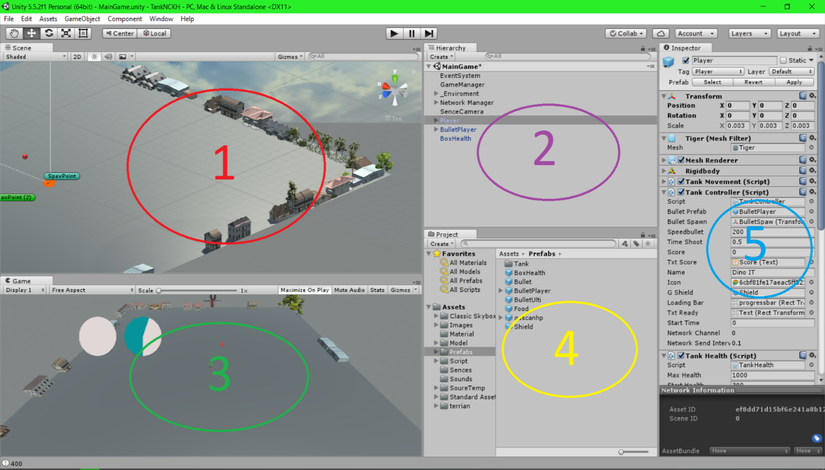 Unity 5.5.2f1 Personal (64bit) - MainGame.unity - TankNCKH - PC, Mac & Linux Standalone <DX11>
File Edit Assets GameObject Component Window Help
Center Local
Collab Account Layers Layout
Scene
Shaded 2D Gizmos All
1
SpawPoint
awPoint (2)
Game
Display 1 Free Aspect Scale 1x Maximize On Play Mute Audio Stats Gizmos
3
400
Hierarchy
Create All
MainGame*
EventSystem
GameManager
_Enviroment
Network Manager
SenceCamera
Player
BulletPlayer
BoxHealth
2
Project
Create
Favorites
All Materials
All Models
All Prefabs
All Scripts
Assets
Classic Skybox
Images
Material
Model
Prefabs
Script
Sences
Sounds
SoureTemp
Standard Asset
terrian
Assets Prefabs
Tank
BoxHealth
Bullet
BulletPlayer
BulletUlti
Food
Shield
4
Inspector
Player Static
Tag Player Layer Default
Prefab Select Revert Apply
Transform
Position X 0 Y 0 Z 0
Rotation X 0 Y 0 Z 0
Scale X 0.003 Y 0.003 Z 0.003
Tiger (Mesh Filter)
Mesh Tiger
Mesh Renderer
Rigidbody
Tank Movement (Script)
Tank Controller (Script)
Script TankController
Bullet Prefab BulletPlayer
Bullet Spawn BulletSpaw (Transfo
Speedbullet 200
Time Shoot 0.5
Score 0
Txt Score Score (Text)
Name Dino IT
Icon
G Shield Shield
Loading Bar progressbar (Rect Tr
Txt Ready Text (Rect Transform
Start Time 0
Network Channel 0
Network Send Interv 0.1
5
Tank Health (Script)
Script TankHealth
Max Health 1000
Network Information
Asset ID ef8dd71d15bf6e241a8b12
Scene ID 0
AssetBundle None None